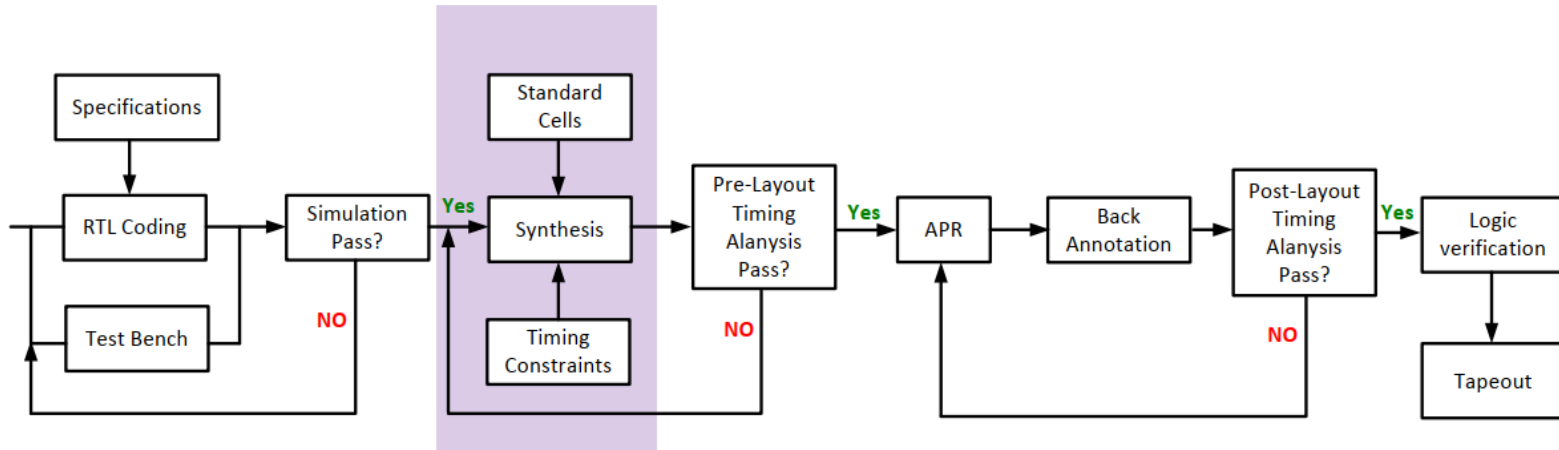 Specifications
RTL Coding
Test Bench
Simulation
Pass?
NO
Yes
Standard
Cells
Synthesis
Timing
Constraints
Pre-Layout
Timing
Alanysis
Pass?
NO
Yes
APR
Back
Annotation
Post-Layout
Timing
Alanysis
Pass?
NO
Yes
Logic
verification
Tapeout